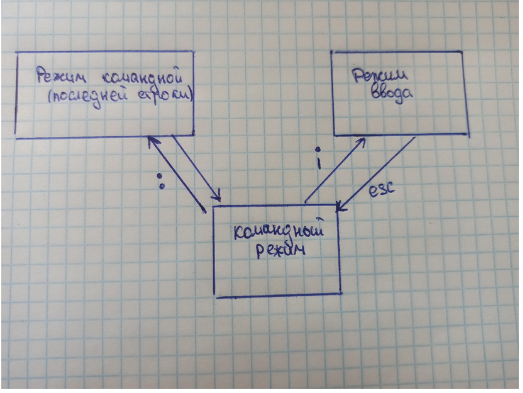 Режим командной
(последней строки)
Режим
ввода
:
i
esc
командный
режим